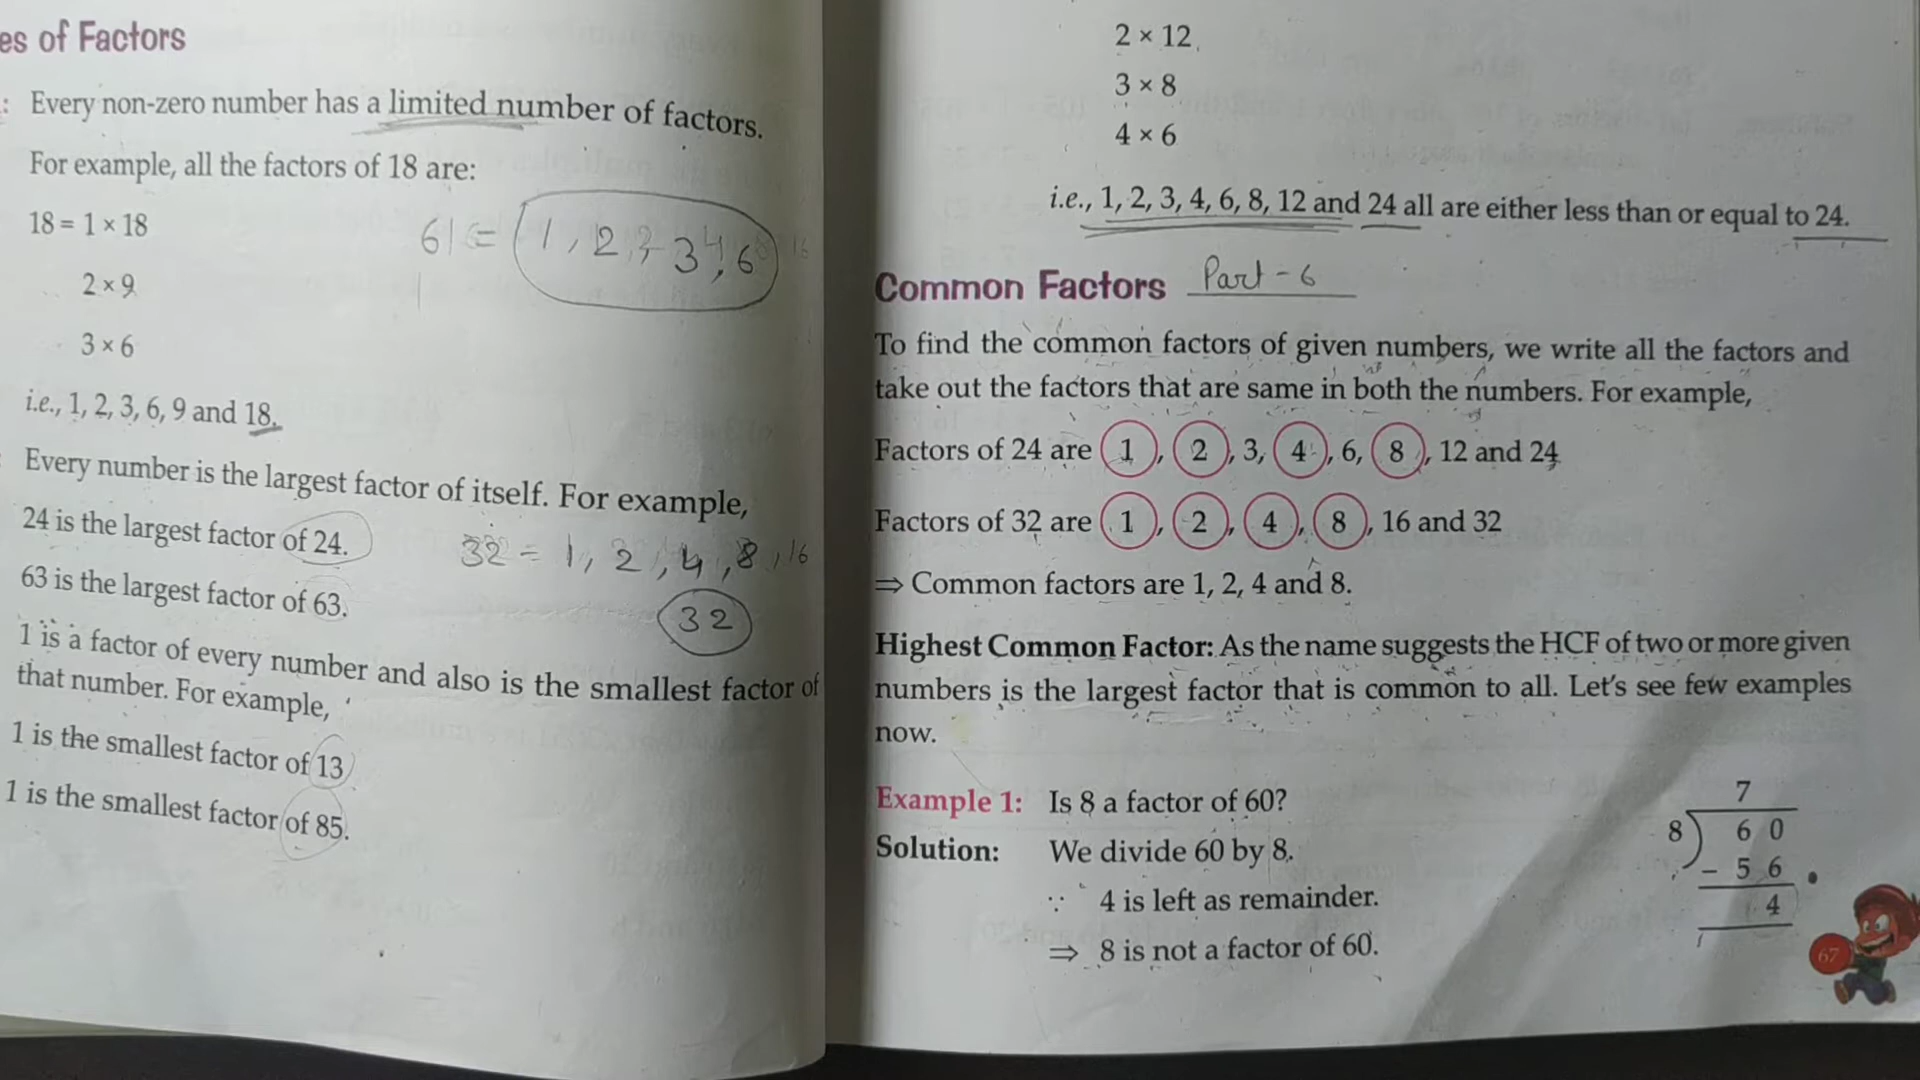 es of Factors
: Every non-zero number has a limited number of factors.
For example, all the factors of 18 are:
18 = 1 × 18
2 × 9
3 × 6
i.e., 1, 2, 3, 6, 9 and 18.
Every number is the largest factor of itself. For example,
24 is the largest factor of 24.
32 = 1, 2, 4, 8, 16
32
63 is the largest factor of 63.
1 is a factor of every number and also is the smallest factor of
that number. For example,
1 is the smallest factor of 13
1 is the smallest factor of 85.
2 × 12
3 × 8
4 × 6
i.e., 1, 2, 3, 4, 6, 8, 12 and 24 all are either less than or equal to 24.
Common Factors Part - 6
To find the common factors of given numbers, we write all the factors and
take out the factors that are same in both the numbers. For example,
Factors of 24 are 1, 2, 3, 4, 6, 8, 12 and 24
Factors of 32 are 1, 2, 4, 8, 16 and 32
⇒ Common factors are 1, 2, 4 and 8.
Highest Common Factor: As the name suggests the HCF of two or more given
numbers is the largest factor that is common to all. Let's see few examples
now.
Example 1: Is 8 a factor of 60?
Solution: We divide 60 by 8.
∵ 4 is left as remainder.
⇒ 8 is not a factor of 60.
7
8) 6 0
- 5 6
4
67